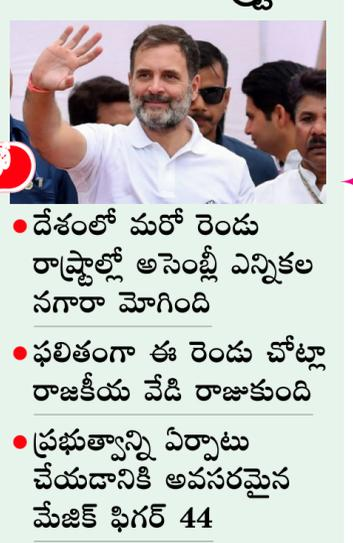 దేశంలో మరో రెండు
రాష్ట్రాల్లో అసెంబ్లీ ఎన్నికల
నగారా మోగింది
ఫలితంగా ఈ రెండు చోట్లా
రాజకీయ వేడి రాజుకుంది
ప్రభుత్వాన్ని ఏర్పాటు
చేయడానికి అవసరమైన
మేజిక్ ఫిగర్ 44